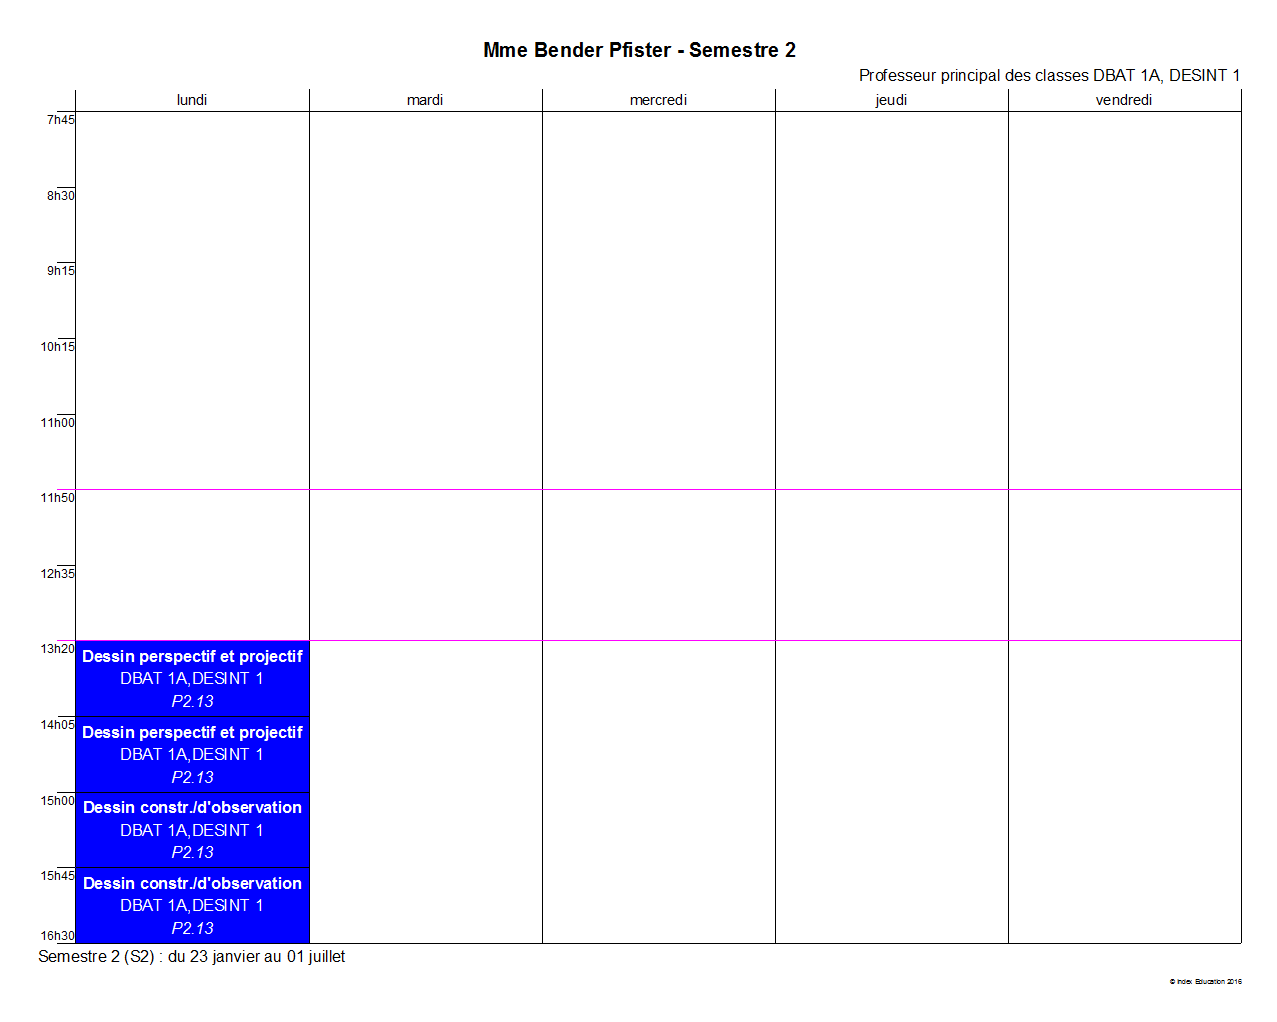 Mme Bender Pfister - Semestre 2
Professeur principal des classes DBAT 1A, DESINT 1
lundi mardi mercredi jeudi vendredi
7h45
8h30
9h15
10h15
11h00
11h50
12h35
13h20
Dessin perspectif et projectif
DBAT 1A,DESINT 1
P2.13
14h05
Dessin perspectif et projectif
DBAT 1A,DESINT 1
P2.13
15h00
Dessin constr./d'observation
DBAT 1A,DESINT 1
P2.13
15h45
Dessin constr./d'observation
DBAT 1A,DESINT 1
P2.13
16h30
Semestre 2 (S2) : du 23 janvier au 01 juillet
© Index Education 2016